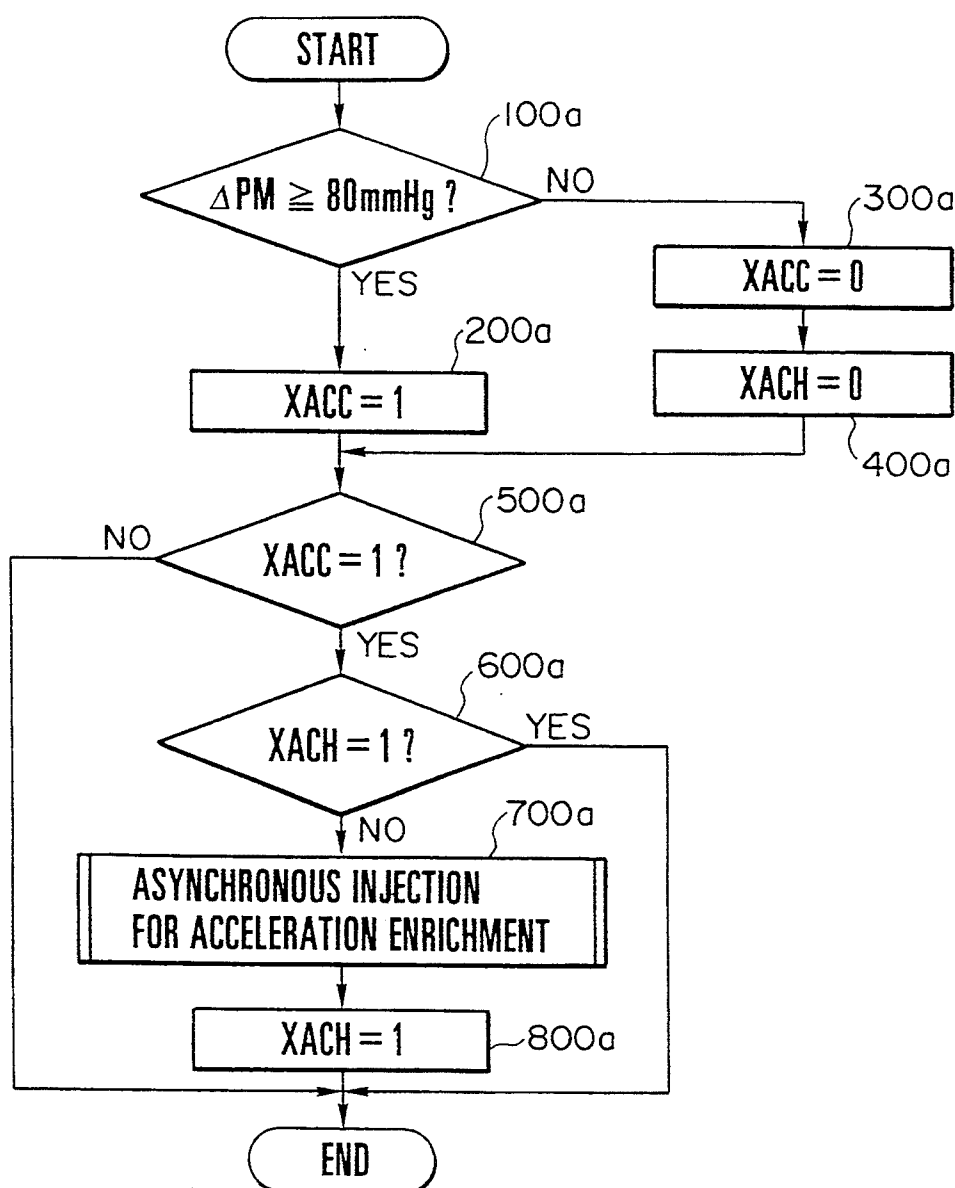 START
100a
ΔPM ≧ 80mmHg ?
NO
300a
XACC = 0
YES
200a
XACC = 1
XACH = 0
400a
500a
NO
XACC = 1 ?
YES
600a
XACH = 1 ?
YES
NO
700a
ASYNCHRONOUS INJECTION
FOR ACCELERATION ENRICHMENT
XACH = 1
800a
END